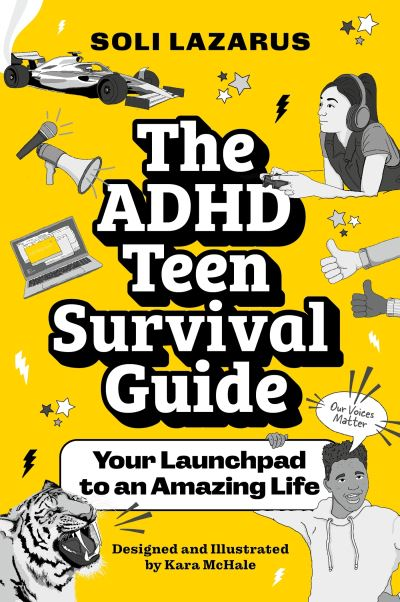 SOLI LAZARUS
The
ADHD
Teen
Survival
Guide
Our Voices
Matter
Your Launchpad
to an Amazing Life
Designed and Illustrated
by Kara McHale